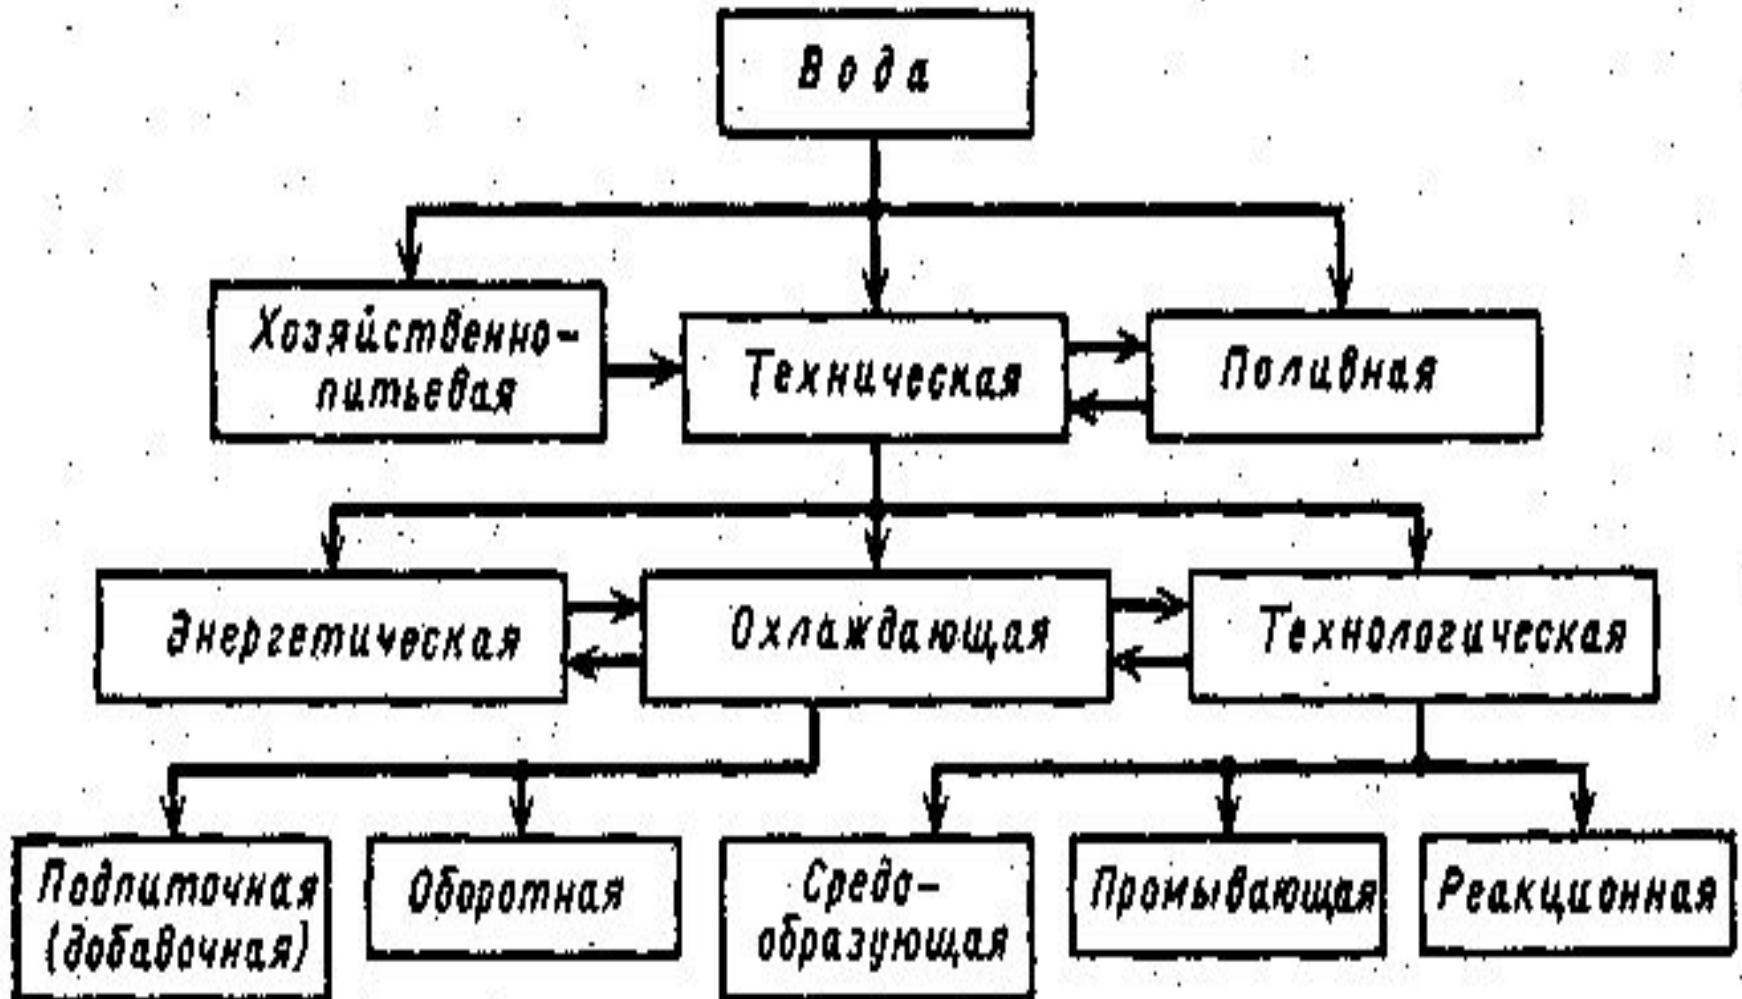 Вода
Хозяйственно-
питьевая
Техническая
Поливная
Энергетическая
Охлаждающая
Технологическая
Подпиточная
(добавочная)
Оборотная
Средо-
образующая
Промывающая
Реакционная